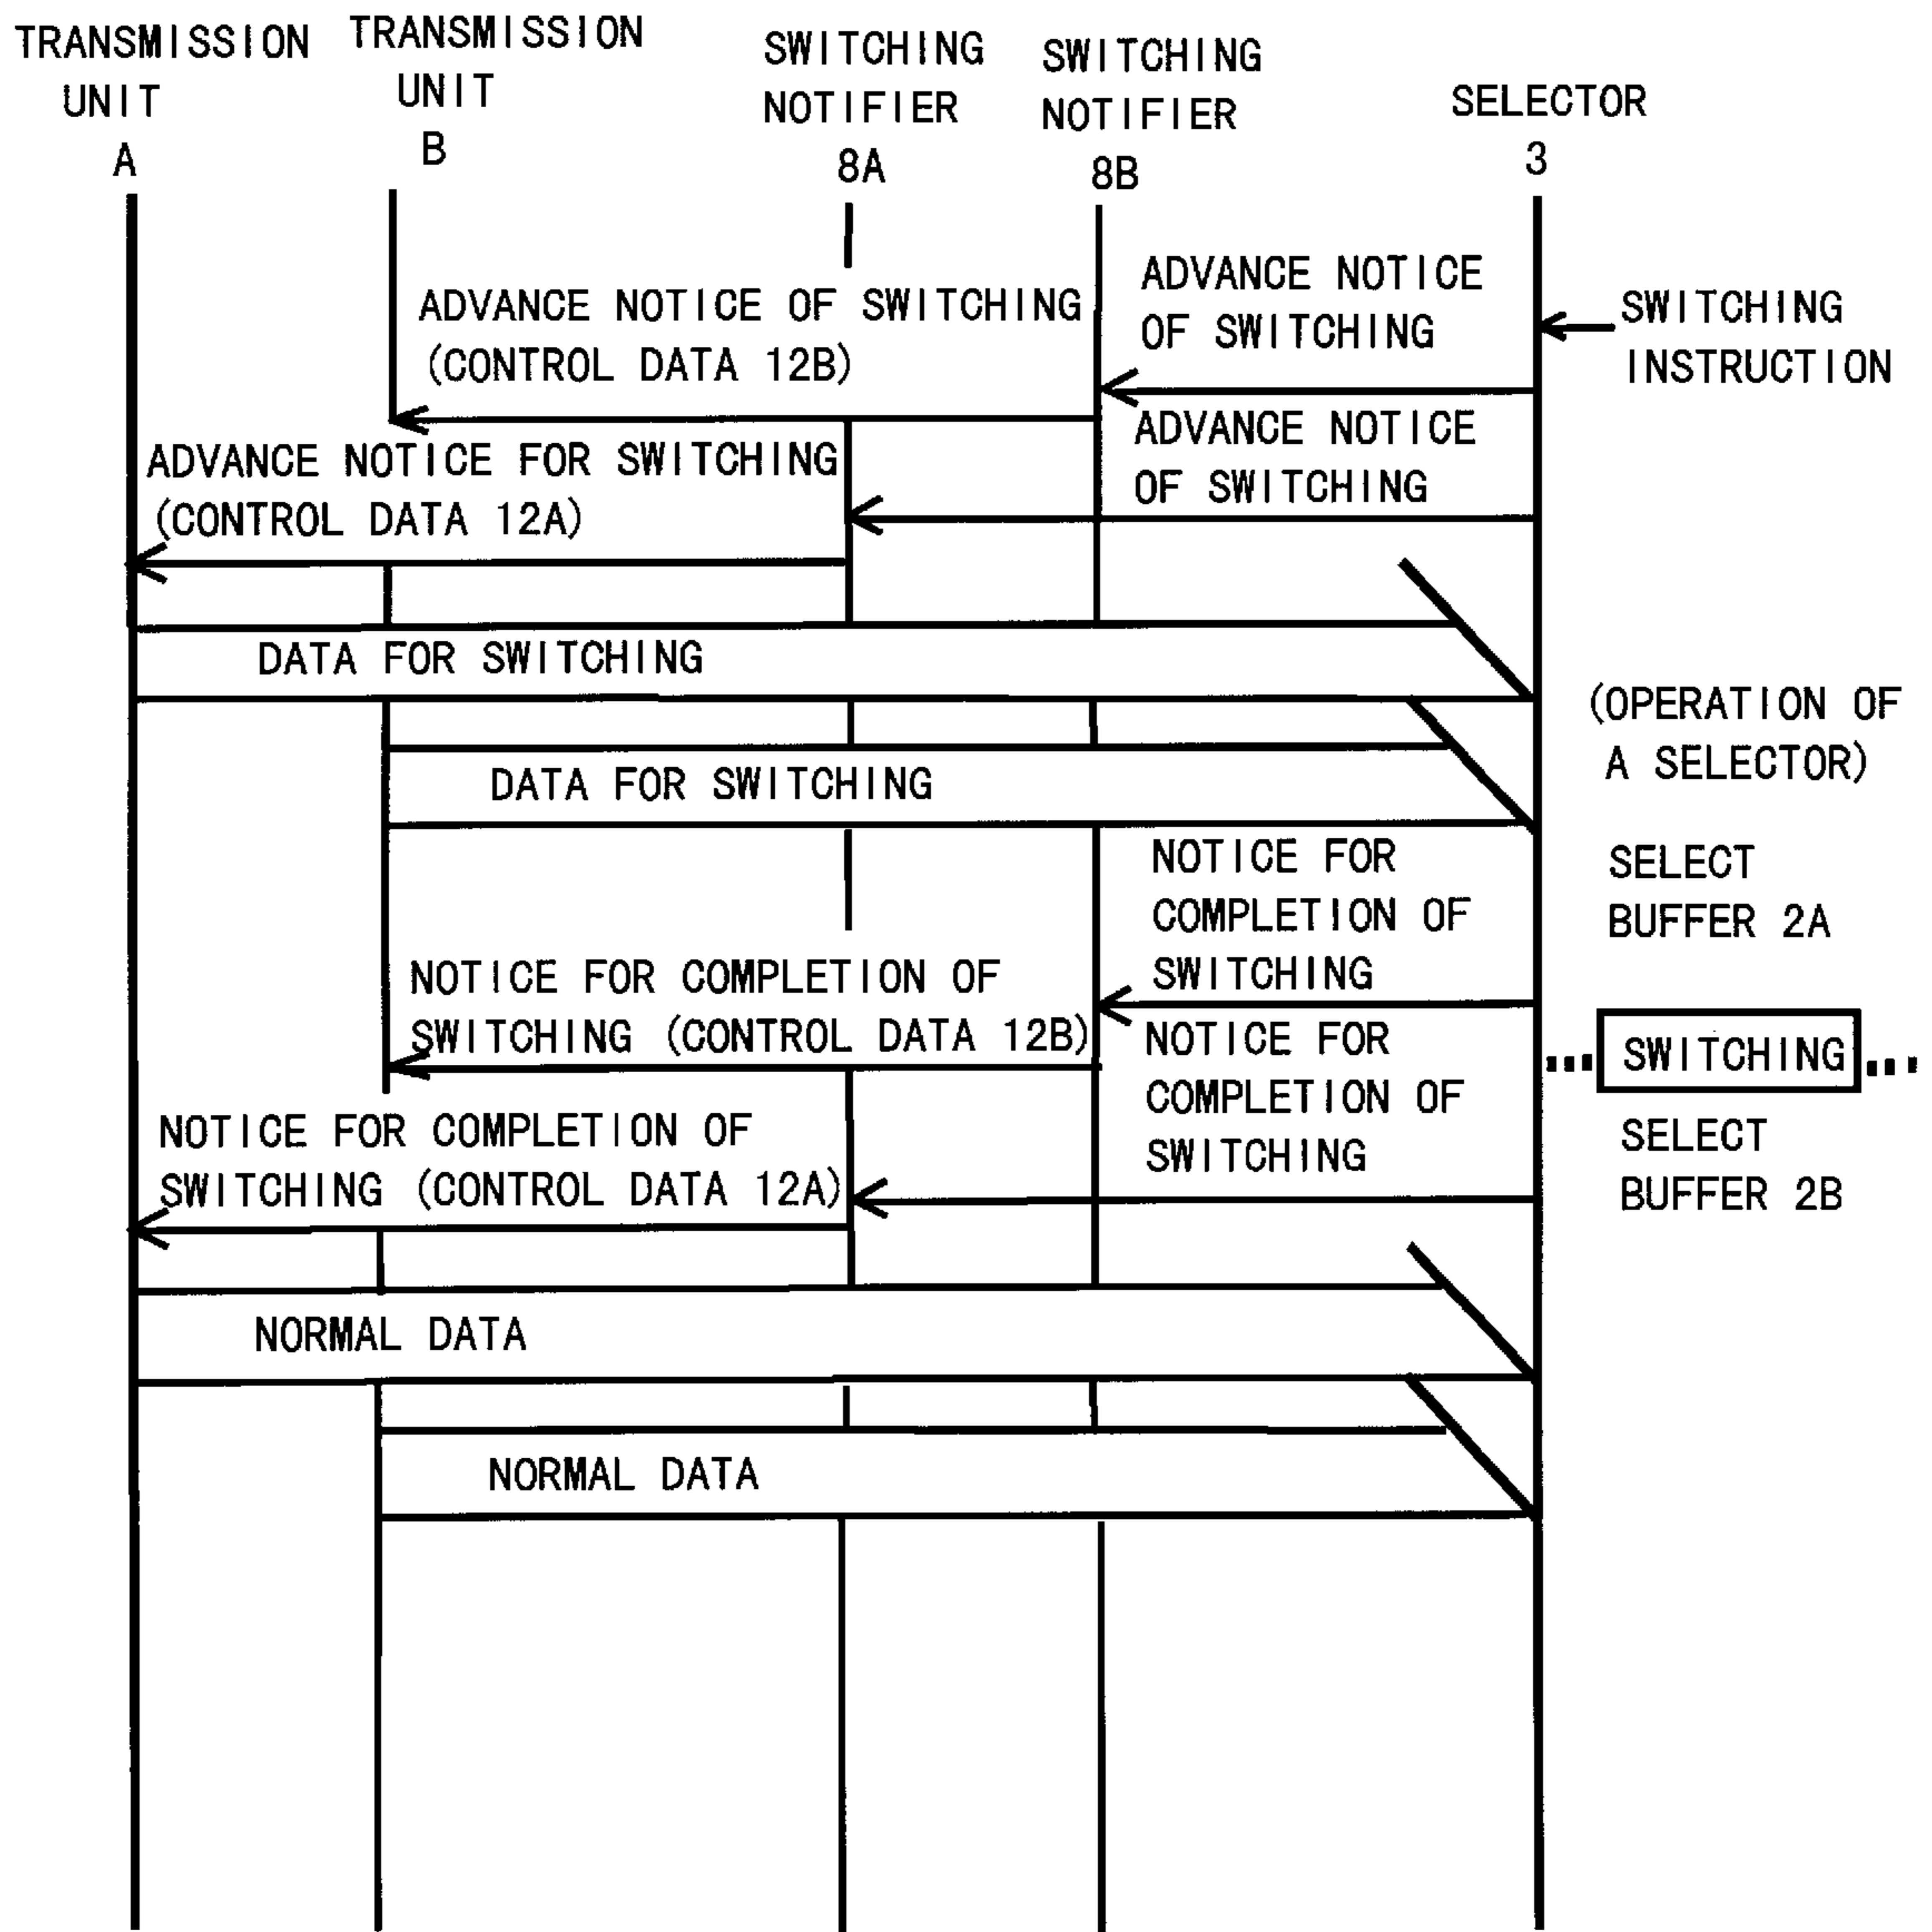 TRANSMISSION
UNIT
A
TRANSMISSION
UNIT
B
SWITCHING
NOTIFIER
8A
SWITCHING
NOTIFIER
8B
SELECTOR
3
ADVANCE NOTICE
OF SWITCHING
SWITCHING
INSTRUCTION
ADVANCE NOTICE OF SWITCHING
(CONTROL DATA 12B)
ADVANCE NOTICE
OF SWITCHING
ADVANCE NOTICE FOR SWITCHING
(CONTROL DATA 12A)
DATA FOR SWITCHING
(OPERATION OF
A SELECTOR)
DATA FOR SWITCHING
NOTICE FOR
COMPLETION OF
SWITCHING
SELECT
BUFFER 2A
NOTICE FOR COMPLETION OF
SWITCHING (CONTROL DATA 12B)
NOTICE FOR
COMPLETION OF
SWITCHING
SWITCHING
NOTICE FOR COMPLETION OF
SWITCHING (CONTROL DATA 12A)
SELECT
BUFFER 2B
NORMAL DATA
NORMAL DATA